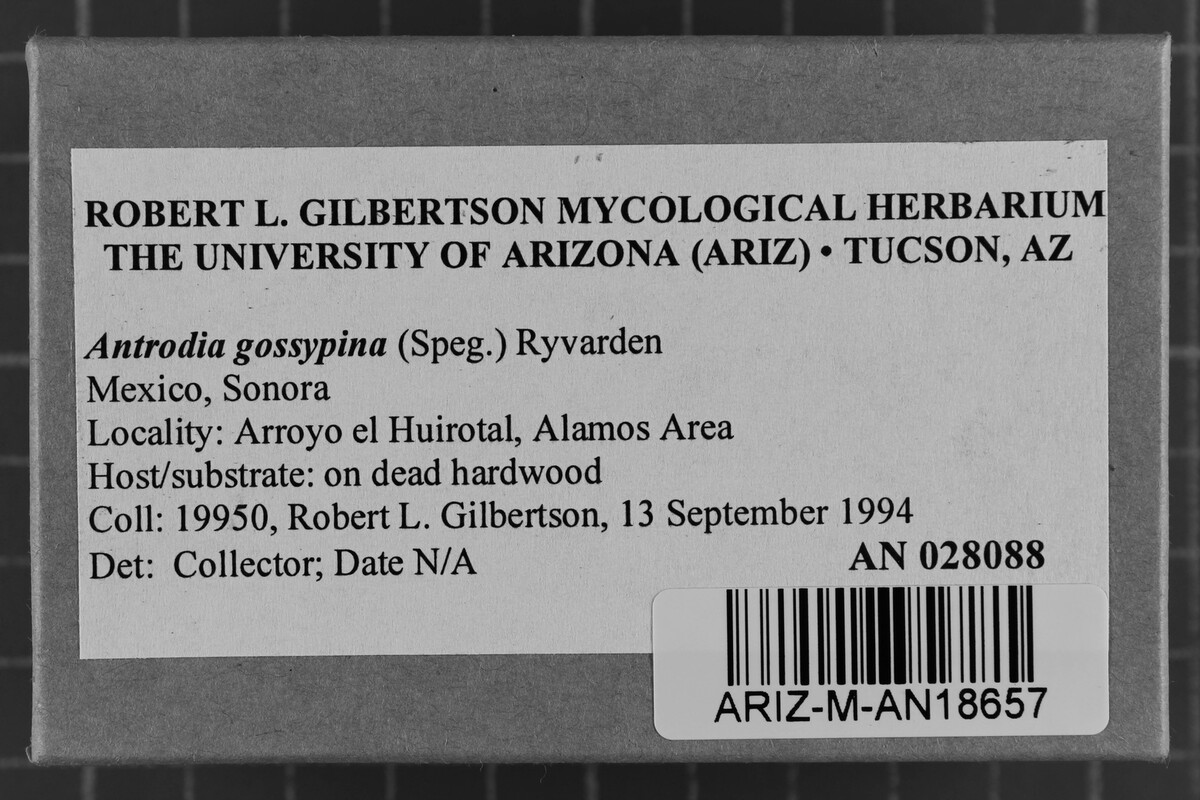 ROBERT L. GILBERTSON MYCOLOGICAL HERBARIUM
THE UNIVERSITY OF ARIZONA (ARIZ) • TUCSON, AZ
Antrodia gossypina (Speg.) Ryvarden
Mexico, Sonora
Locality: Arroyo el Huirotal, Alamos Area
Host/substrate: on dead hardwood
Coll: 19950, Robert L. Gilbertson, 13 September 1994
Det: Collector; Date N/A
AN 028088
ARIZ-M-AN18657